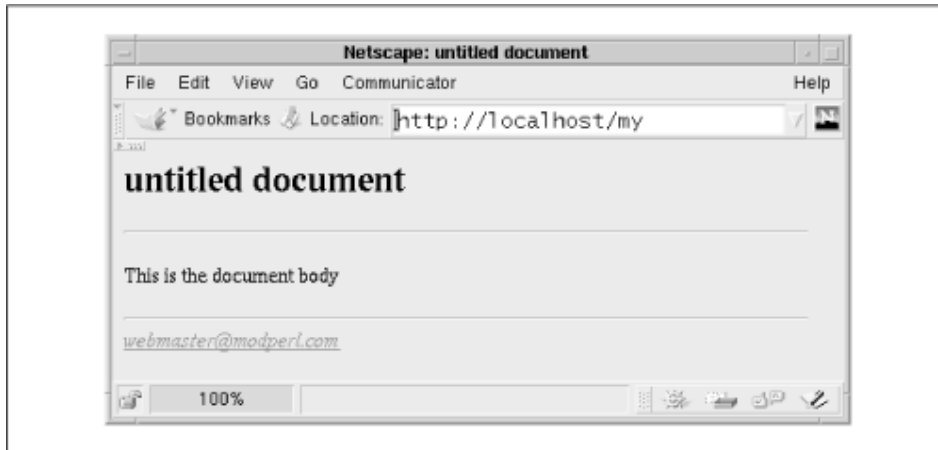 Netscape: untitled document
File Edit View Go Communicator Help
Bookmarks Location: http://localhost/my
untitled document
This is the document body
webmaster@modperl.com
100%